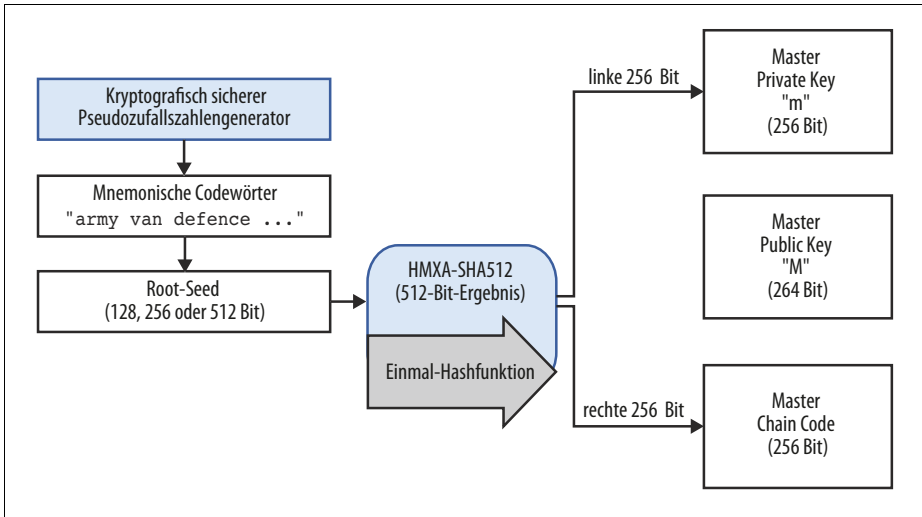 Kryptografisch sicherer
Pseudozufallszahlengenerator
Mnemonische Codewörter
"army van defence ..."
Root-Seed
(128, 256 oder 512 Bit)
HMXA-SHA512
(512-Bit-Ergebnis)
Einmal-Hashfunktion
linke 256 Bit
rechte 256 Bit
Master
Private Key
"m"
(256 Bit)
Master
Public Key
"M"
(264 Bit)
Master
Chain Code
(256 Bit)